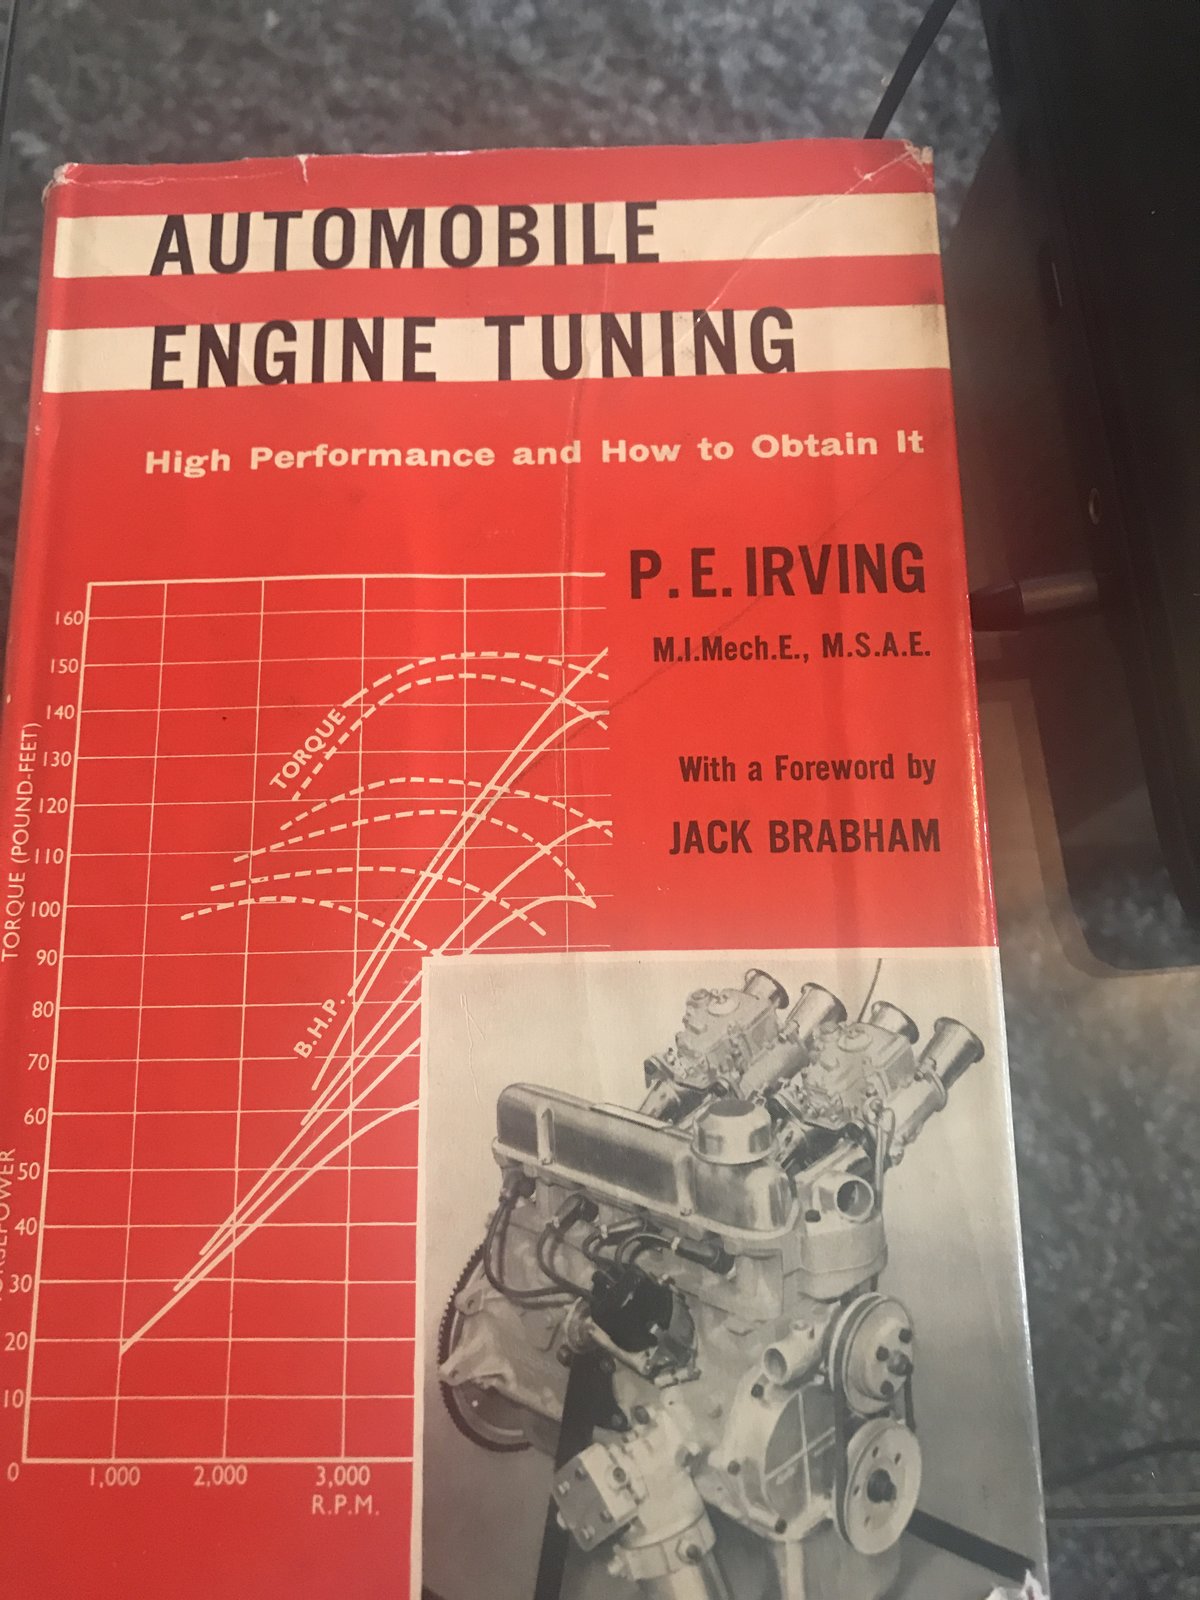 AUTOMOBILE
ENGINE TUNING
High Performance and How to Obtain It
P. E. IRVING
M.I.Mech.E., M.S.A.E.
With a Foreword by
JACK BRABHAM
TORQUE (POUND-FEET)
160
150
140
130
120
110
100
90
80
70
60
50
40
30
20
10
0
TORQUE
B.H.P.
1,000
2,000
3,000
R.P.M.